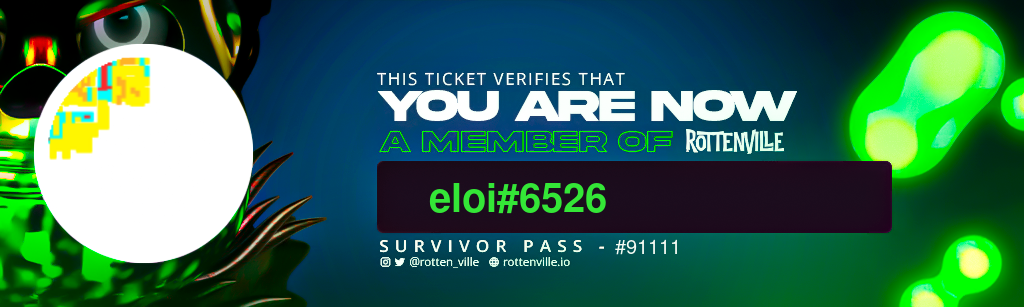 THIS TICKET VERIFIES THAT
YOU ARE NOW
A MEMBER OF ROTTENVILLE
eloi#6526
SURVIVOR PASS - #91111
@rotten_ville rottenville.io